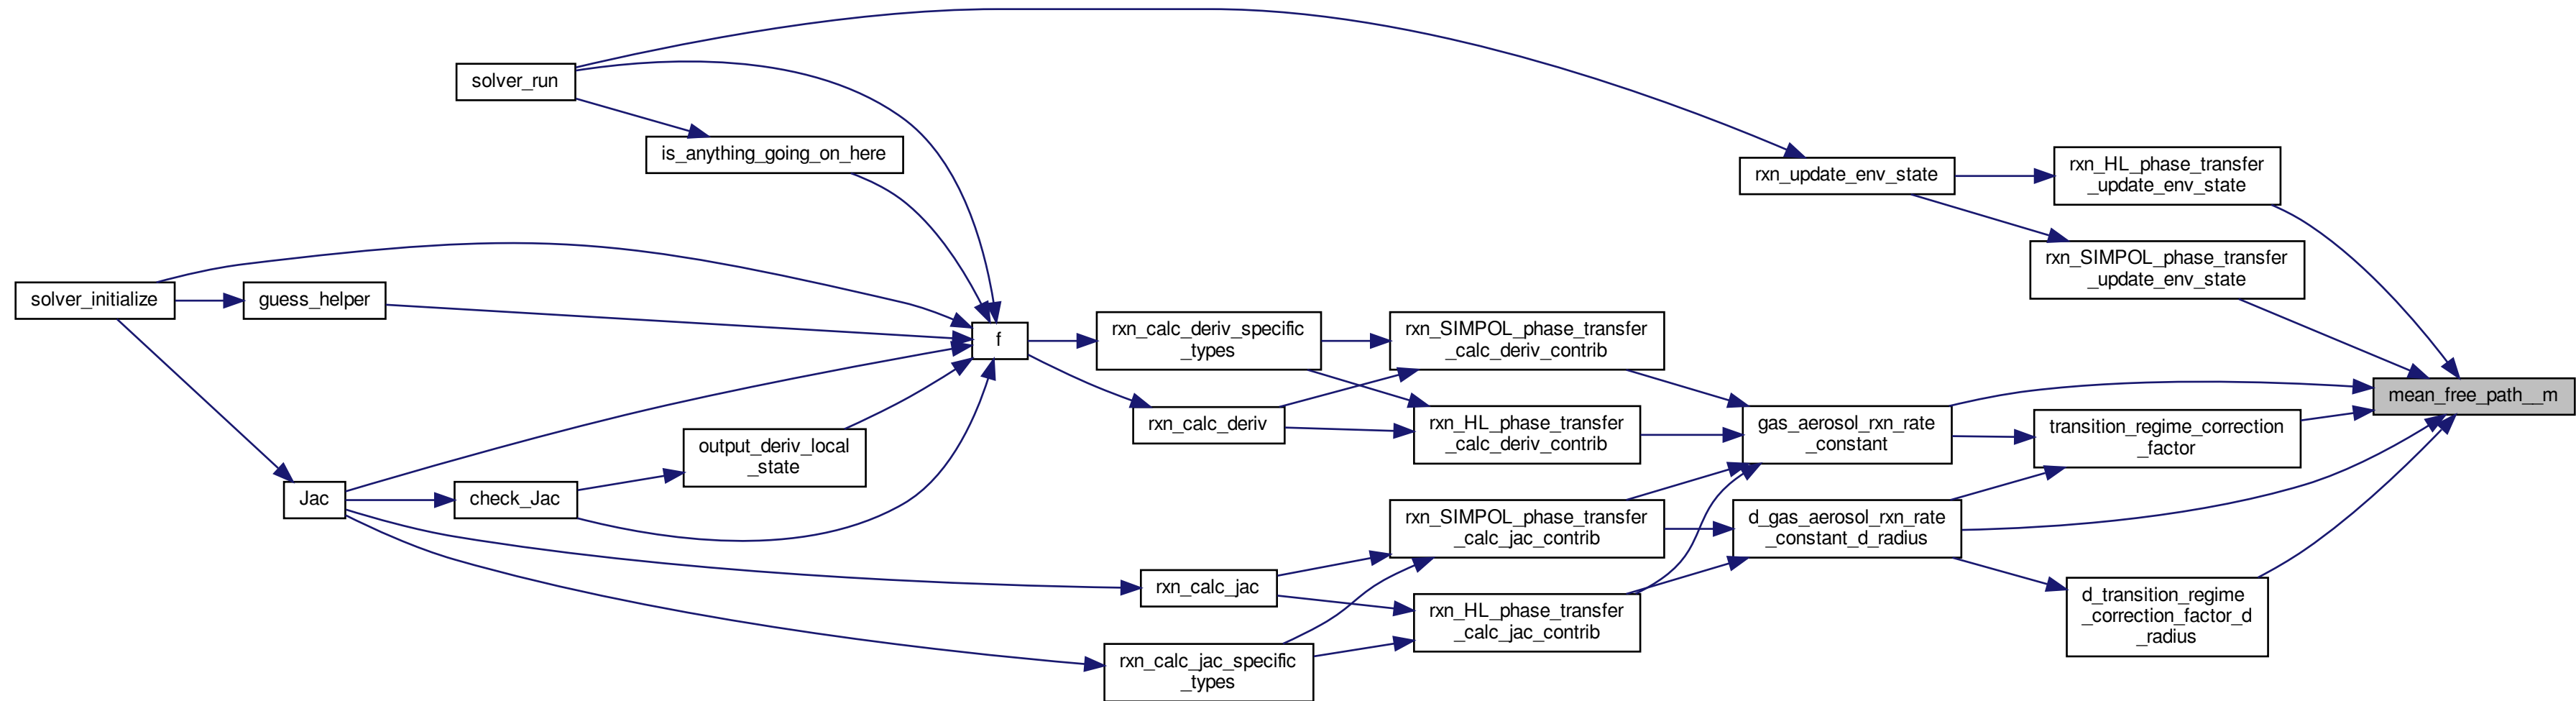 solver_run
is_anything_going_on_here
rxn_update_env_state
rxn_HL_phase_transfer
_update_env_state
rxn_SIMPOL_phase_transfer
_update_env_state
solver_initialize
guess_helper
f
rxn_calc_deriv_specific
_types
rxn_SIMPOL_phase_transfer
_calc_deriv_contrib
mean_free_path__m
rxn_calc_deriv
rxn_HL_phase_transfer
_calc_deriv_contrib
gas_aerosol_rxn_rate
_constant
transition_regime_correction
_factor
output_deriv_local
_state
Jac
check_Jac
rxn_SIMPOL_phase_transfer
_calc_jac_contrib
d_gas_aerosol_rxn_rate
_constant_d_radius
rxn_calc_jac
rxn_HL_phase_transfer
_calc_jac_contrib
d_transition_regime
_correction_factor_d
_radius
rxn_calc_jac_specific
_types